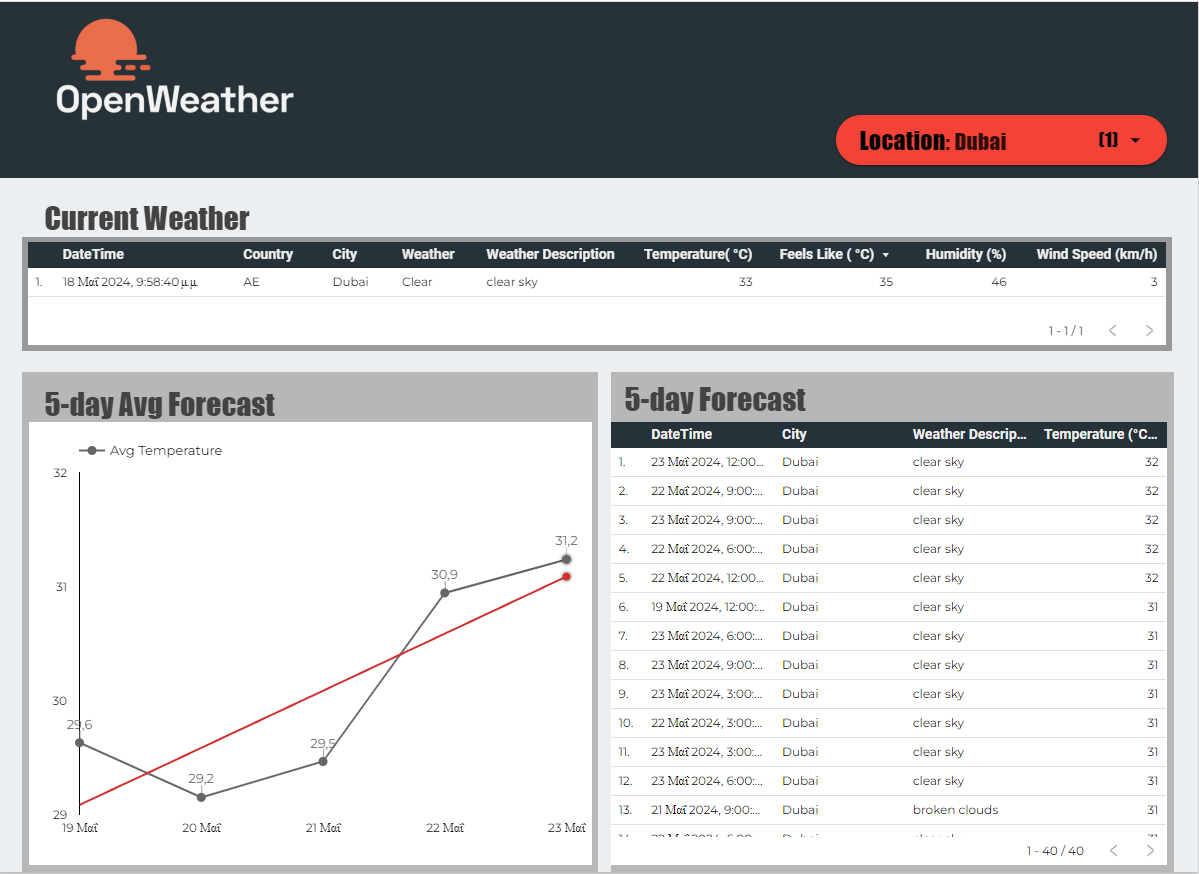 OpenWeather
Location: Dubai (1)
Current Weather
DateTime Country City Weather Weather Description Temperature( °C) Feels Like ( °C) Humidity (%) Wind Speed (km/h)
1. 18 Μαΐ 2024, 9:58:40 μ.μ. AE Dubai Clear clear sky 33 35 46 3
1 - 1 / 1
5-day Avg Forecast
Avg Temperature
32
31
30
29
29,6
29,2
29,5
30,9
31,2
19 Μαΐ 20 Μαΐ 21 Μαΐ 22 Μαΐ 23 Μαΐ
5-day Forecast
DateTime City Weather Descrip... Temperature (°C...
1. 23 Μαΐ 2024, 12:00... Dubai clear sky 32
2. 22 Μαΐ 2024, 9:00:... Dubai clear sky 32
3. 23 Μαΐ 2024, 9:00:... Dubai clear sky 32
4. 22 Μαΐ 2024, 6:00:... Dubai clear sky 32
5. 22 Μαΐ 2024, 12:00... Dubai clear sky 32
6. 19 Μαΐ 2024, 12:00:... Dubai clear sky 31
7. 23 Μαΐ 2024, 6:00:... Dubai clear sky 31
8. 23 Μαΐ 2024, 9:00:... Dubai clear sky 31
9. 23 Μαΐ 2024, 3:00:... Dubai clear sky 31
10. 22 Μαΐ 2024, 3:00:... Dubai clear sky 31
11. 23 Μαΐ 2024, 3:00:... Dubai clear sky 31
12. 23 Μαΐ 2024, 6:00:... Dubai clear sky 31
13. 21 Μαΐ 2024, 9:00:... Dubai broken clouds 31
1 - 40 / 40